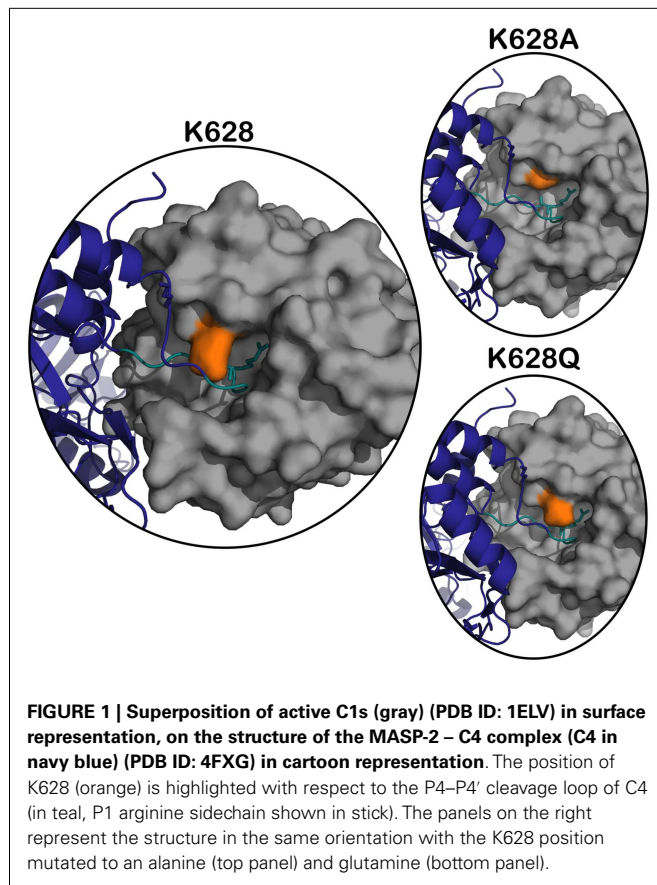 K628A
K628
K628Q
FIGURE 1 | Superposition of active C1s (gray) (PDB ID: 1ELV) in surface
representation, on the structure of the MASP-2 – C4 complex (C4 in
navy blue) (PDB ID: 4FXG) in cartoon representation. The position of
K628 (orange) is highlighted with respect to the P4–P4′ cleavage loop of C4
(in teal, P1 arginine sidechain shown in stick). The panels on the right
represent the structure in the same orientation with the K628 position
mutated to an alanine (top panel) and glutamine (bottom panel).